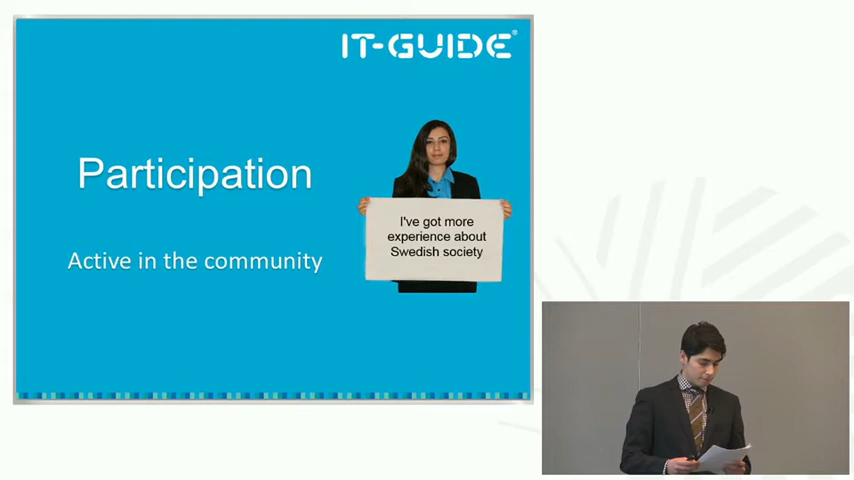 IT-GUIDE®
Participation
Active in the community
I've got more
experience about
Swedish society